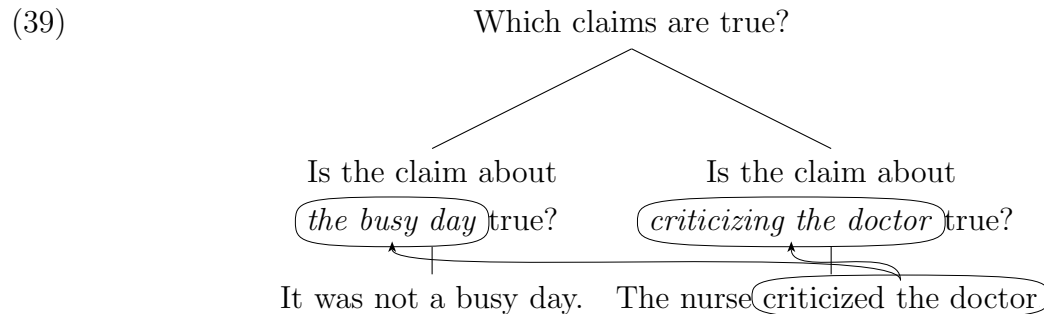 (39) Which claims are true?
Is the claim about Is the claim about
the busy day true? criticizing the doctor true?
It was not a busy day. The nurse criticized the doctor